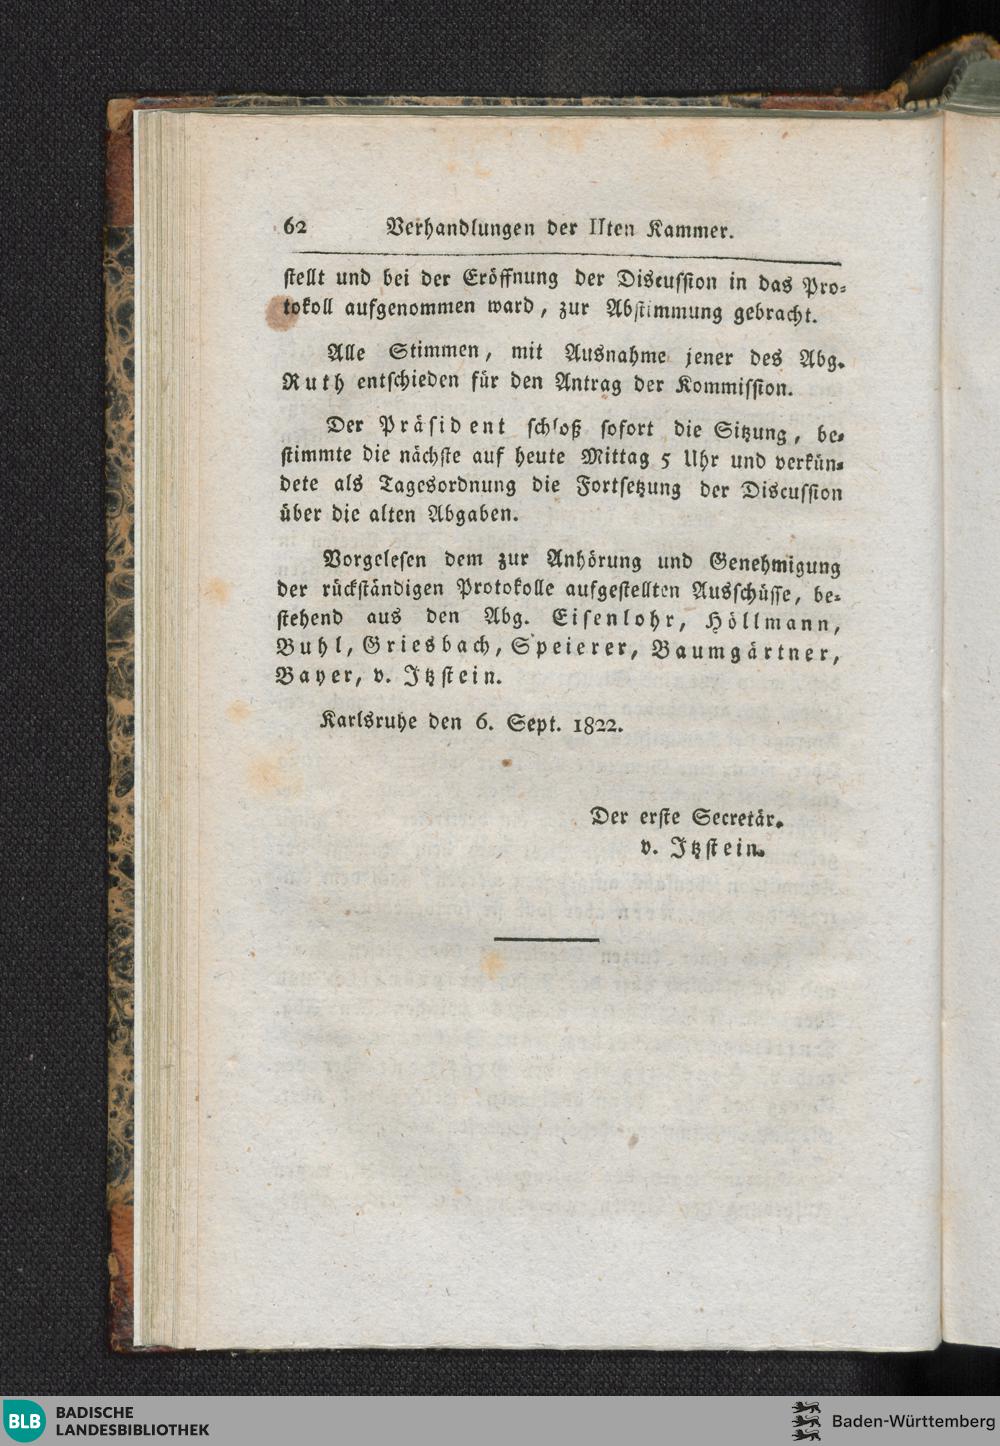 62 Verhandlungen der IIten Kammer.
stellt und bei der Eröffnung der Discussion in das Pro-
tokoll aufgenommen ward, zur Abstimmung gebracht.
Alle Stimmen, mit Ausnahme jener des Abg.
Ruth entschieden für den Antrag der Kommission.
Der Präsident schloß sofort die Sitzung, be-
stimmte die nächste auf heute Mittag 5 Uhr und verkün-
dete als Tagesordnung die Fortsetzung der Discussion
über die alten Abgaben.
Vorgelesen dem zur Anhörung und Genehmigung
der rückständigen Protokolle aufgestellten Ausschüsse, be-
stehend aus den Abg. Eisenlohr, Höllmann,
Buhl, Griesbach, Speierer, Baumgärtner,
Bayer, v. Itzstein.
Karlsruhe den 6. Sept. 1822.
Der erste Secretär.
v. Itzstein.
BLB BADISCHE
LANDESBIBLIOTHEK
Baden-Württemberg